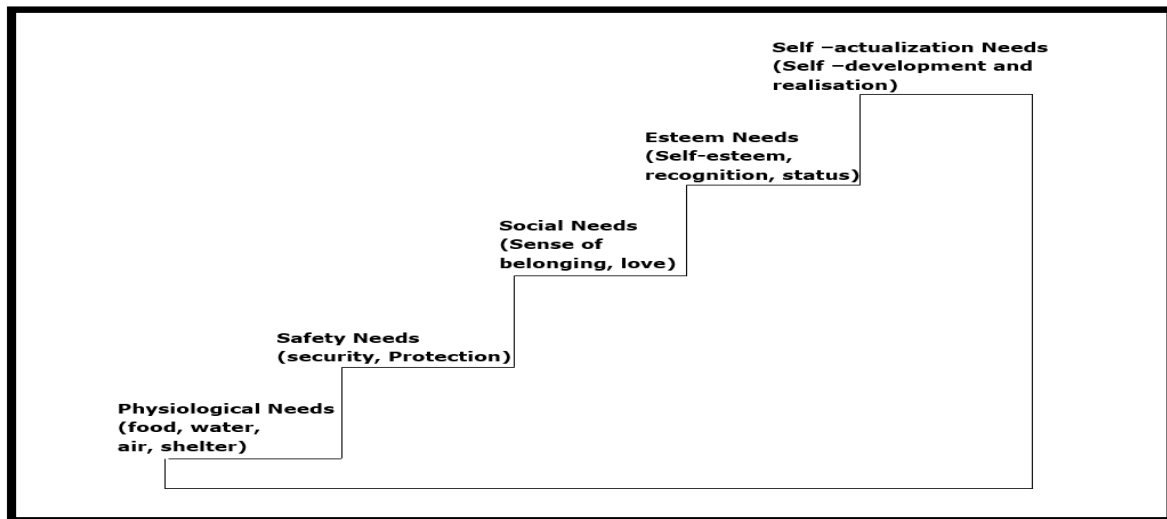 Self –actualization Needs
(Self –development and
realisation)
Esteem Needs
(Self-esteem,
recognition, status)
Social Needs
(Sense of
belonging, love)
Safety Needs
(security, Protection)
Physiological Needs
(food, water,
air, shelter)